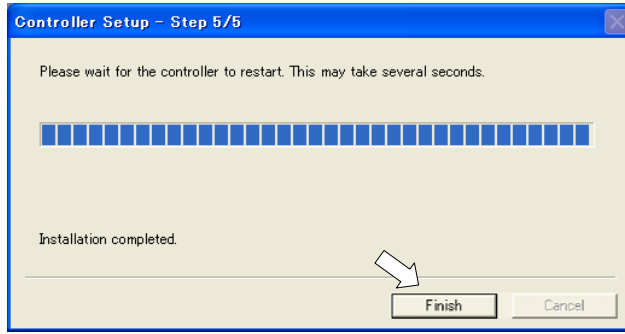 Controller Setup - Step 5/5
Please wait for the controller to restart. This may take several seconds.
Installation completed.
Finish
Cancel